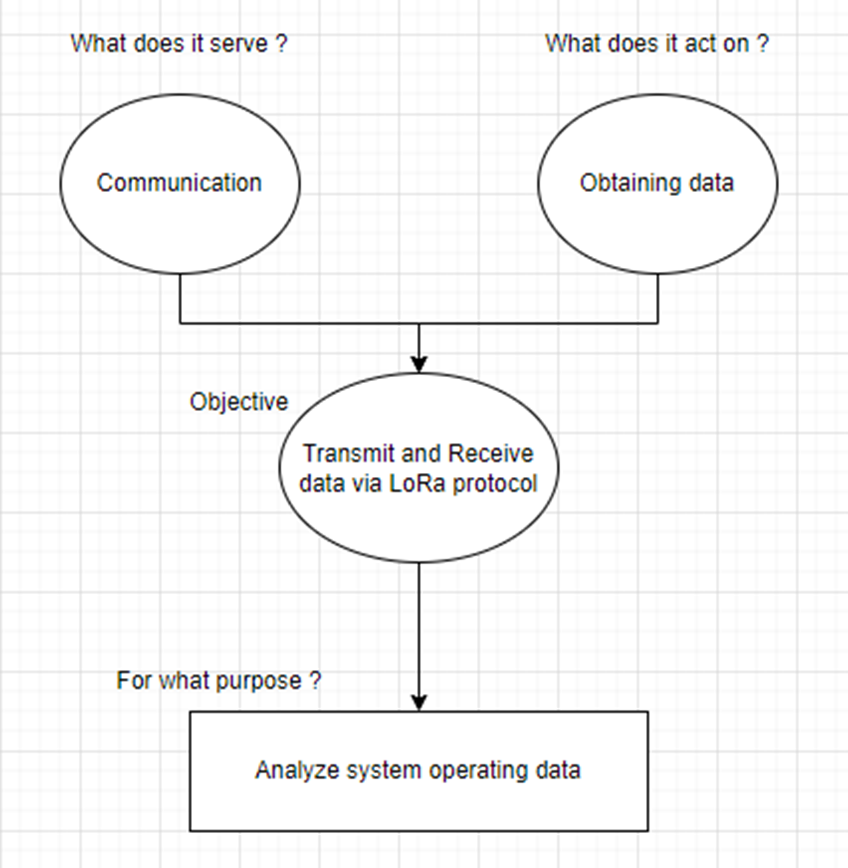 What does it serve ?
What does it act on ?
Communication
Obtaining data
Objective
Transmit and Receive
data via LoRa protocol
For what purpose ?
Analyze system operating data